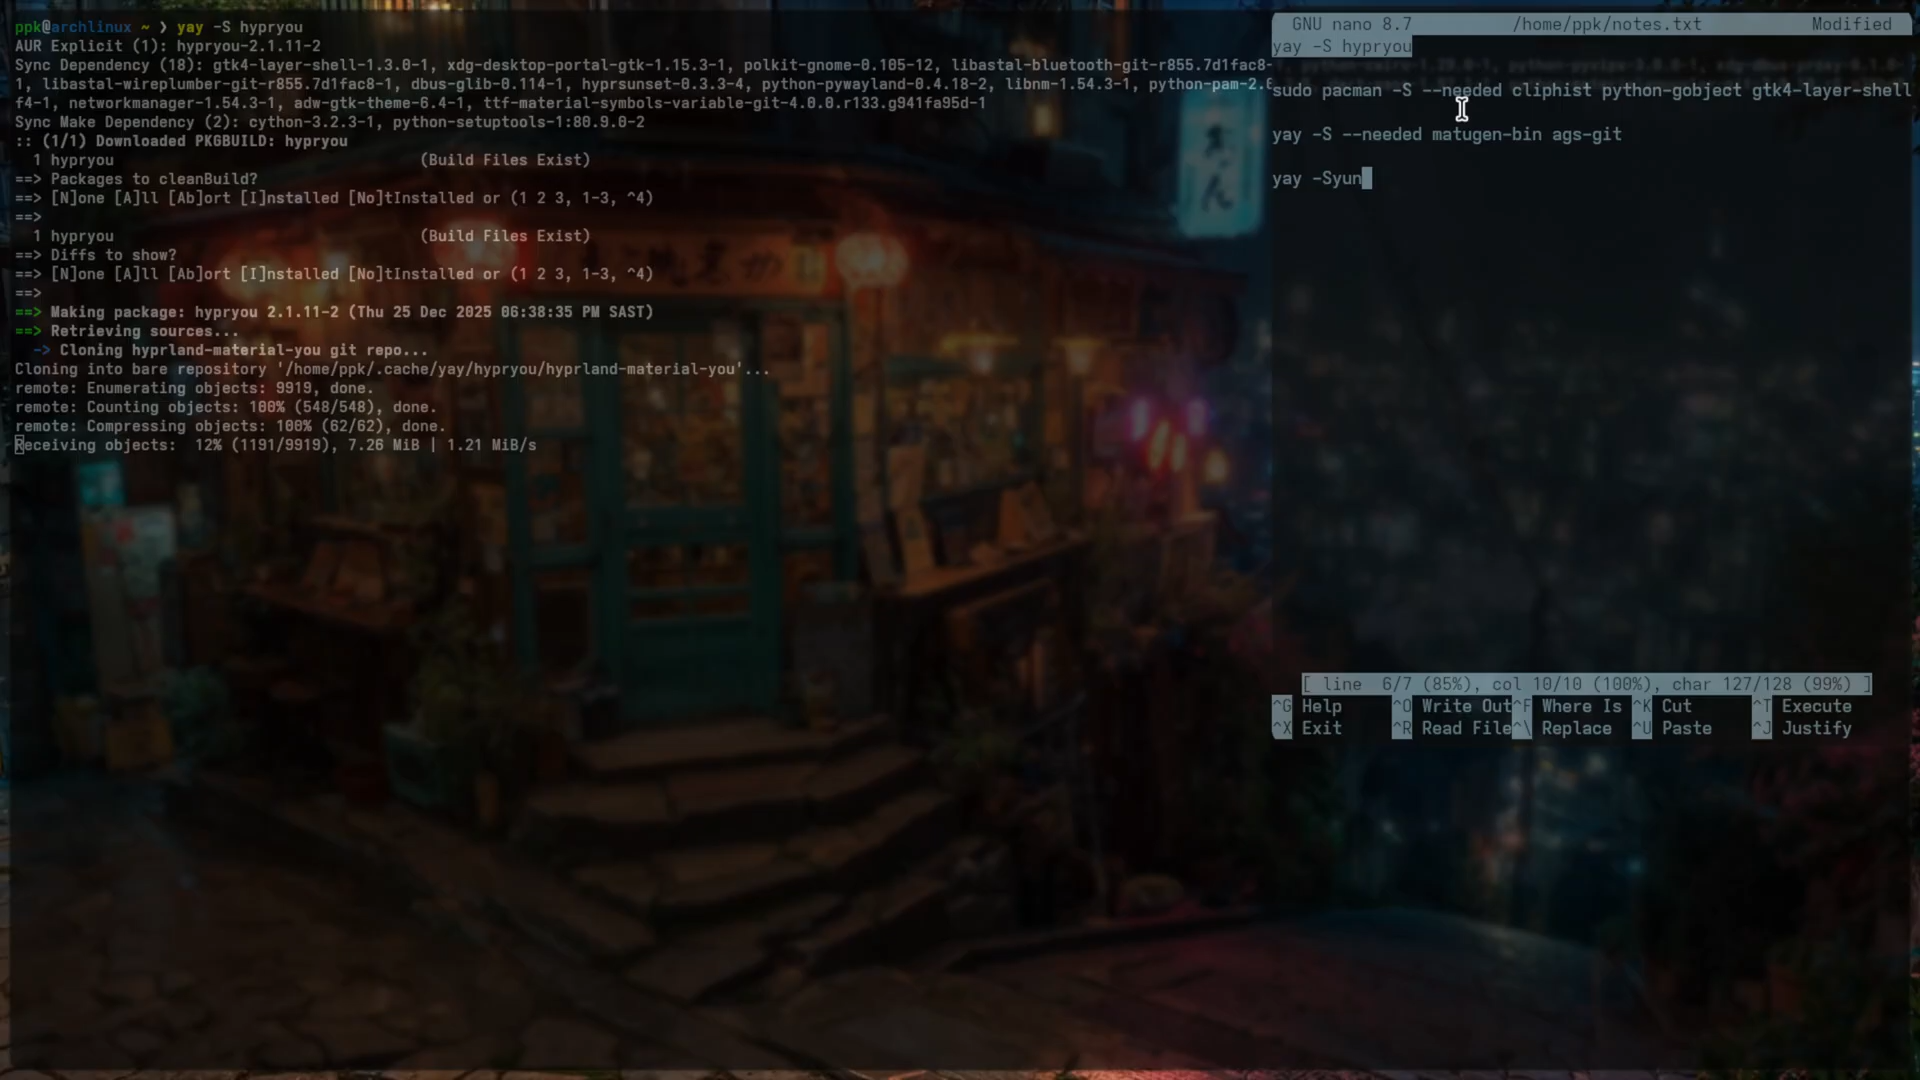 ppk@archlinux ~ ❯ yay -S hypryou
AUR Explicit (1): hypryou-2.1.11-2
Sync Dependency (18): gtk4-layer-shell-1.3.0-1, xdg-desktop-portal-gtk-1.15.3-1, polkit-gnome-0.105-12, libastal-bluetooth-git-r855.7d1fac8-
1, libastal-wireplumber-git-r855.7d1fac8-1, dbus-glib-0.114-1, hyprsunset-0.3.3-4, python-pywayland-0.4.18-2, libnm-1.54.3-1, python-pam-2.
f4-1, networkmanager-1.54.3-1, adw-gtk-theme-6.4-1, ttf-material-symbols-variable-git-4.0.0.r133.g941fa95d-1
Sync Make Dependency (2): cython-3.2.3-1, python-setuptools-1:80.9.0-2
:: (1/1) Downloaded PKGBUILD: hypryou
1 hypryou (Build Files Exist)
==> Packages to cleanBuild?
==> [N]one [A]ll [Ab]ort [I]nstalled [No]tInstalled or (1 2 3, 1-3, ^4)
==>
1 hypryou (Build Files Exist)
==> Diffs to show?
==> [N]one [A]ll [Ab]ort [I]nstalled [No]tInstalled or (1 2 3, 1-3, ^4)
==>
==> Making package: hypryou 2.1.11-2 (Thu 25 Dec 2025 06:38:35 PM SAST)
==> Retrieving sources...
-> Cloning hyprland-material-you git repo...
Cloning into bare repository '/home/ppk/.cache/yay/hypryou/hyprland-material-you'...
remote: Enumerating objects: 9919, done.
remote: Counting objects: 100% (548/548), done.
remote: Compressing objects: 100% (62/62), done.
Receiving objects: 12% (1191/9919), 7.26 MiB | 1.21 MiB/s
GNU nano 8.7 /home/ppk/notes.txt Modified
yay -S hypryou
sudo pacman -S --needed cliphist python-gobject gtk4-layer-shell
yay -S --needed matugen-bin ags-git
yay -Syun
[ line 6/7 (85%), col 10/10 (100%), char 127/128 (99%) ]
^G Help ^O Write Out ^F Where Is ^K Cut ^T Execute
^X Exit ^R Read File ^\ Replace ^U Paste ^J Justify